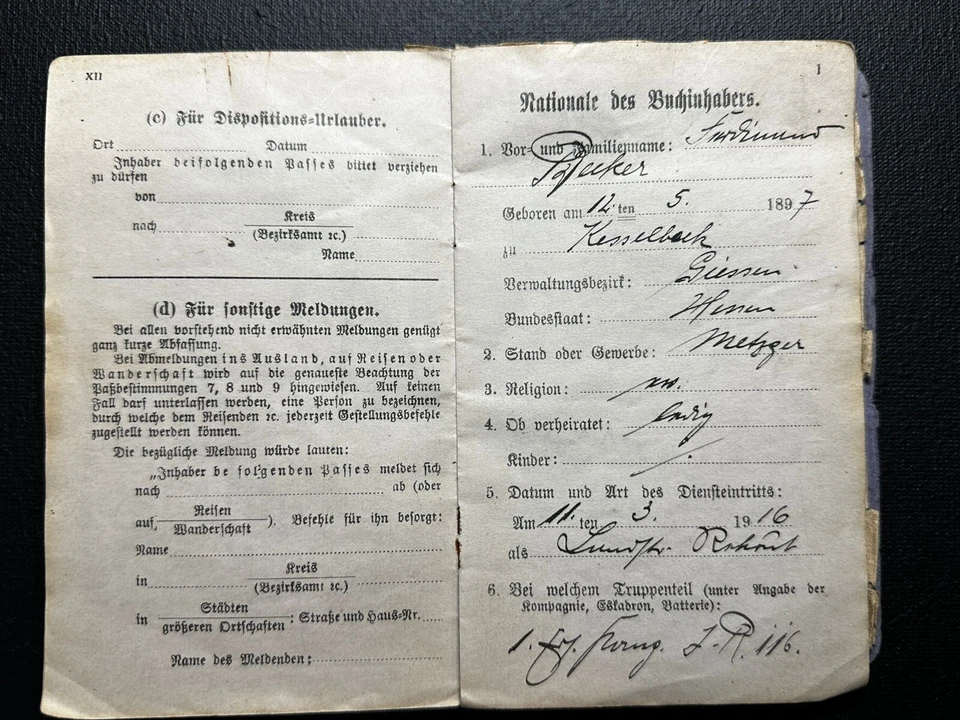 XII
(c) Für Dispositions-Urlauber.
Ort Datum
Inhaber beifolgenden Passes bittet verziehen
zu dürfen
von
nach Kreis
(Bezirksamt ꝛc.)
Name
(d) Für sonstige Meldungen.
Bei allen vorstehend nicht erwähnten Meldungen genügt
ganz kurze Abfassung.
Bei Abmeldungen ins Ausland, auf Reisen oder
Wanderschaft wird auf die genaueste Beachtung der
Paßbestimmungen 7, 8 und 9 hingewiesen. Auf keinen
Fall darf unterlassen werden, eine Person zu bezeichnen,
durch welche dem Reisenden ꝛc. jederzeit Gestellungsbefehle
zugestellt werden können.
Die bezügliche Meldung würde lauten:
„Inhaber be folgenden Passes meldet sich
nach ab (oder
auf Reisen
Wanderschaft ). Befehle für ihn besorgt:
Name
in Kreis
(Bezirksamt ꝛc.)
in Städten
größeren Ortschaften : Straße und Haus-Nr.
Name des Meldenden:
1
Nationale des Buchinhabers.
1. Vor- und Familienname: Ferdinand
Becker
Geboren am 12. ten 5. 1897
zu Kesselbach
Verwaltungsbezirk: Giessen
Bundesstaat: Hessen
2. Stand oder Gewerbe: Metzger
3. Religion:
4. Ob verheiratet: ledig
Kinder: /
5. Datum und Art des Diensteintritts:
Am 11. ten 3. 1916
als Landst. Rekrut
6. Bei welchem Truppenteil (unter Angabe der
Kompagnie, Eskadron, Batterie):
1. Ers. I.R. 116.